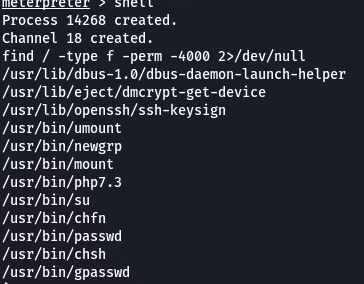 meterpreter > shell
Process 14268 created.
Channel 18 created.
find / -type f -perm -4000 2>/dev/null
/usr/lib/dbus-1.0/dbus-daemon-launch-helper
/usr/lib/eject/dmcrypt-get-device
/usr/lib/openssh/ssh-keysign
/usr/bin/umount
/usr/bin/newgrp
/usr/bin/mount
/usr/bin/php7.3
/usr/bin/su
/usr/bin/chfn
/usr/bin/passwd
/usr/bin/chsh
/usr/bin/gpasswd